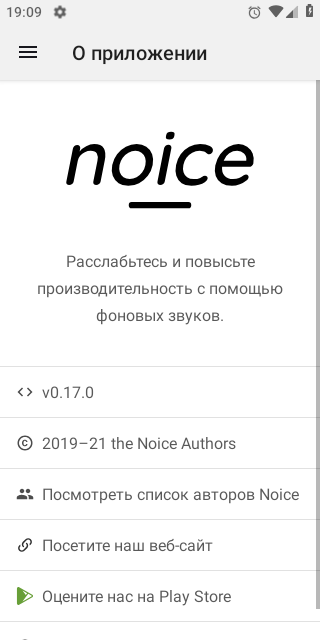 19:09
О приложении
noice
Расслабьтесь и повысьте
производительность с помощью
фоновых звуков.
v0.17.0
2019–21 the Noice Authors
Посмотреть список авторов Noice
Посетите наш веб-сайт
Оцените нас на Play Store